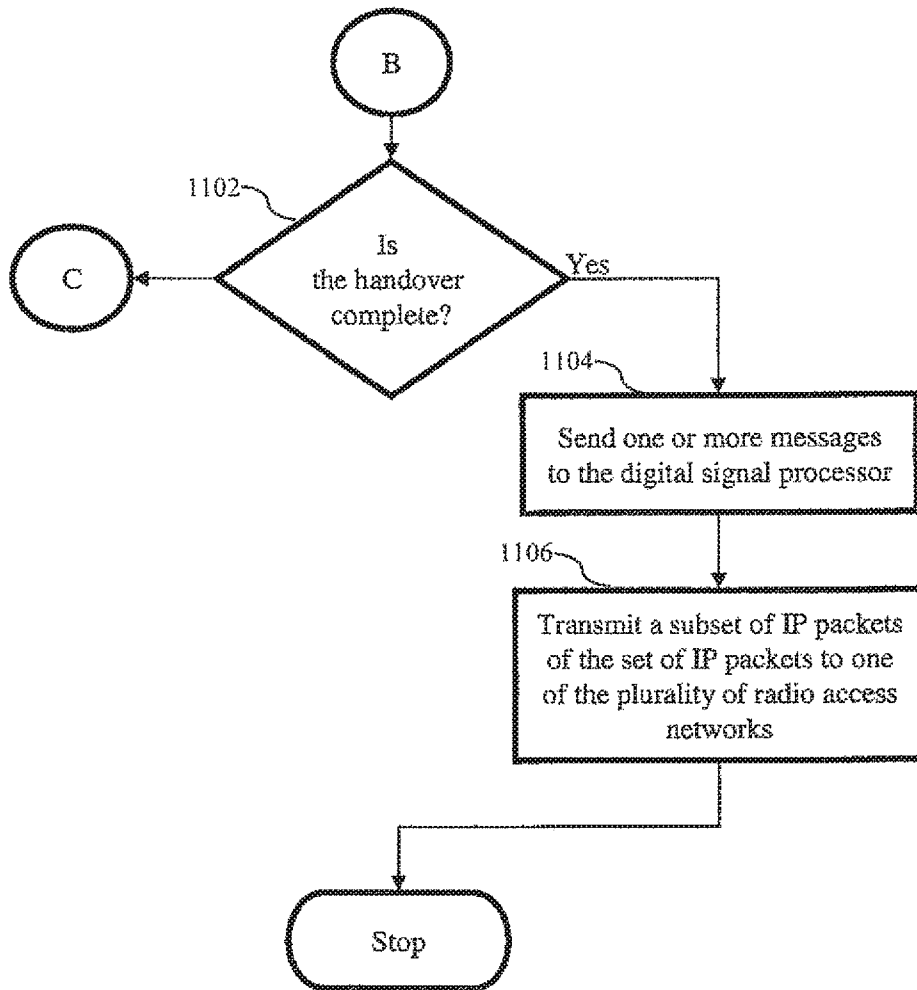 B
1102
Is
the handover
complete?
C
Yes
1104
Send one or more messages
to the digital signal processor
1106
Transmit a subset of IP packets
of the set of IP packets to one
of the plurality of radio access
networks
Stop